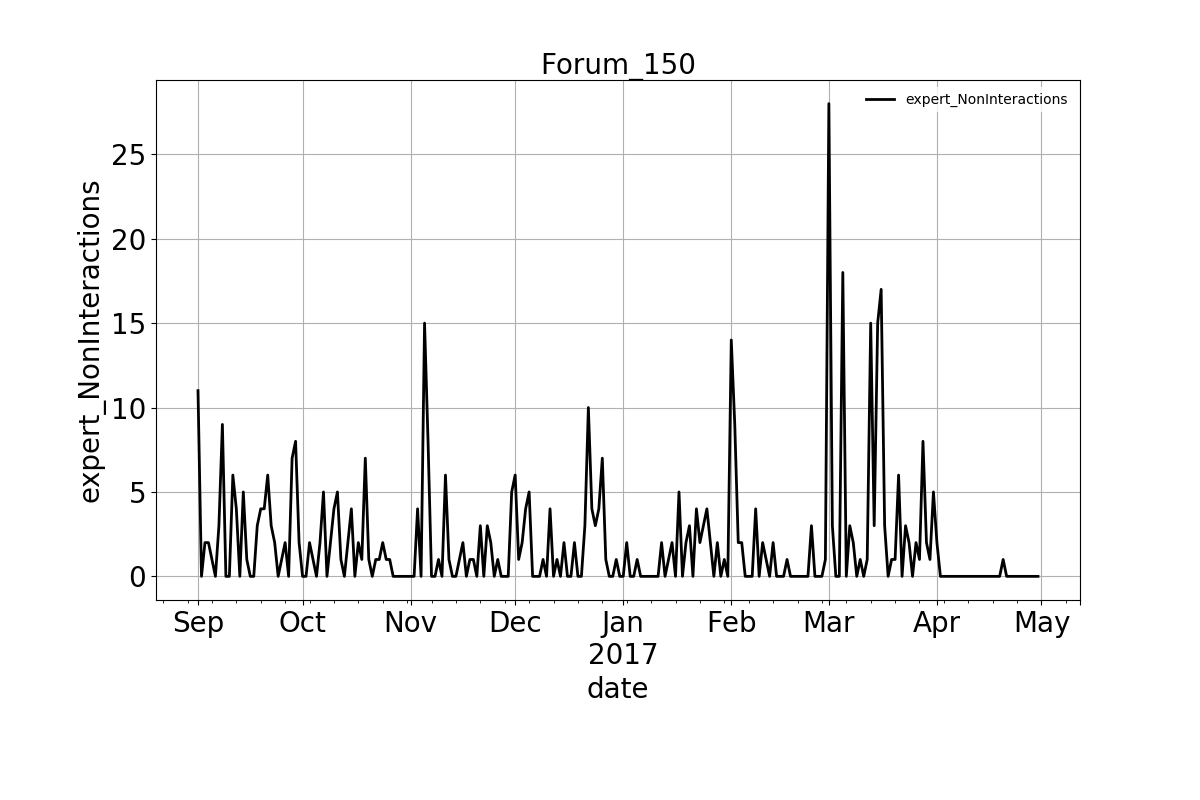 Forum_150
expert_NonInteractions
expert_NonInteractions
25
20
15
10
5
0
Sep Oct Nov Dec Jan Feb Mar Apr May
2017
date